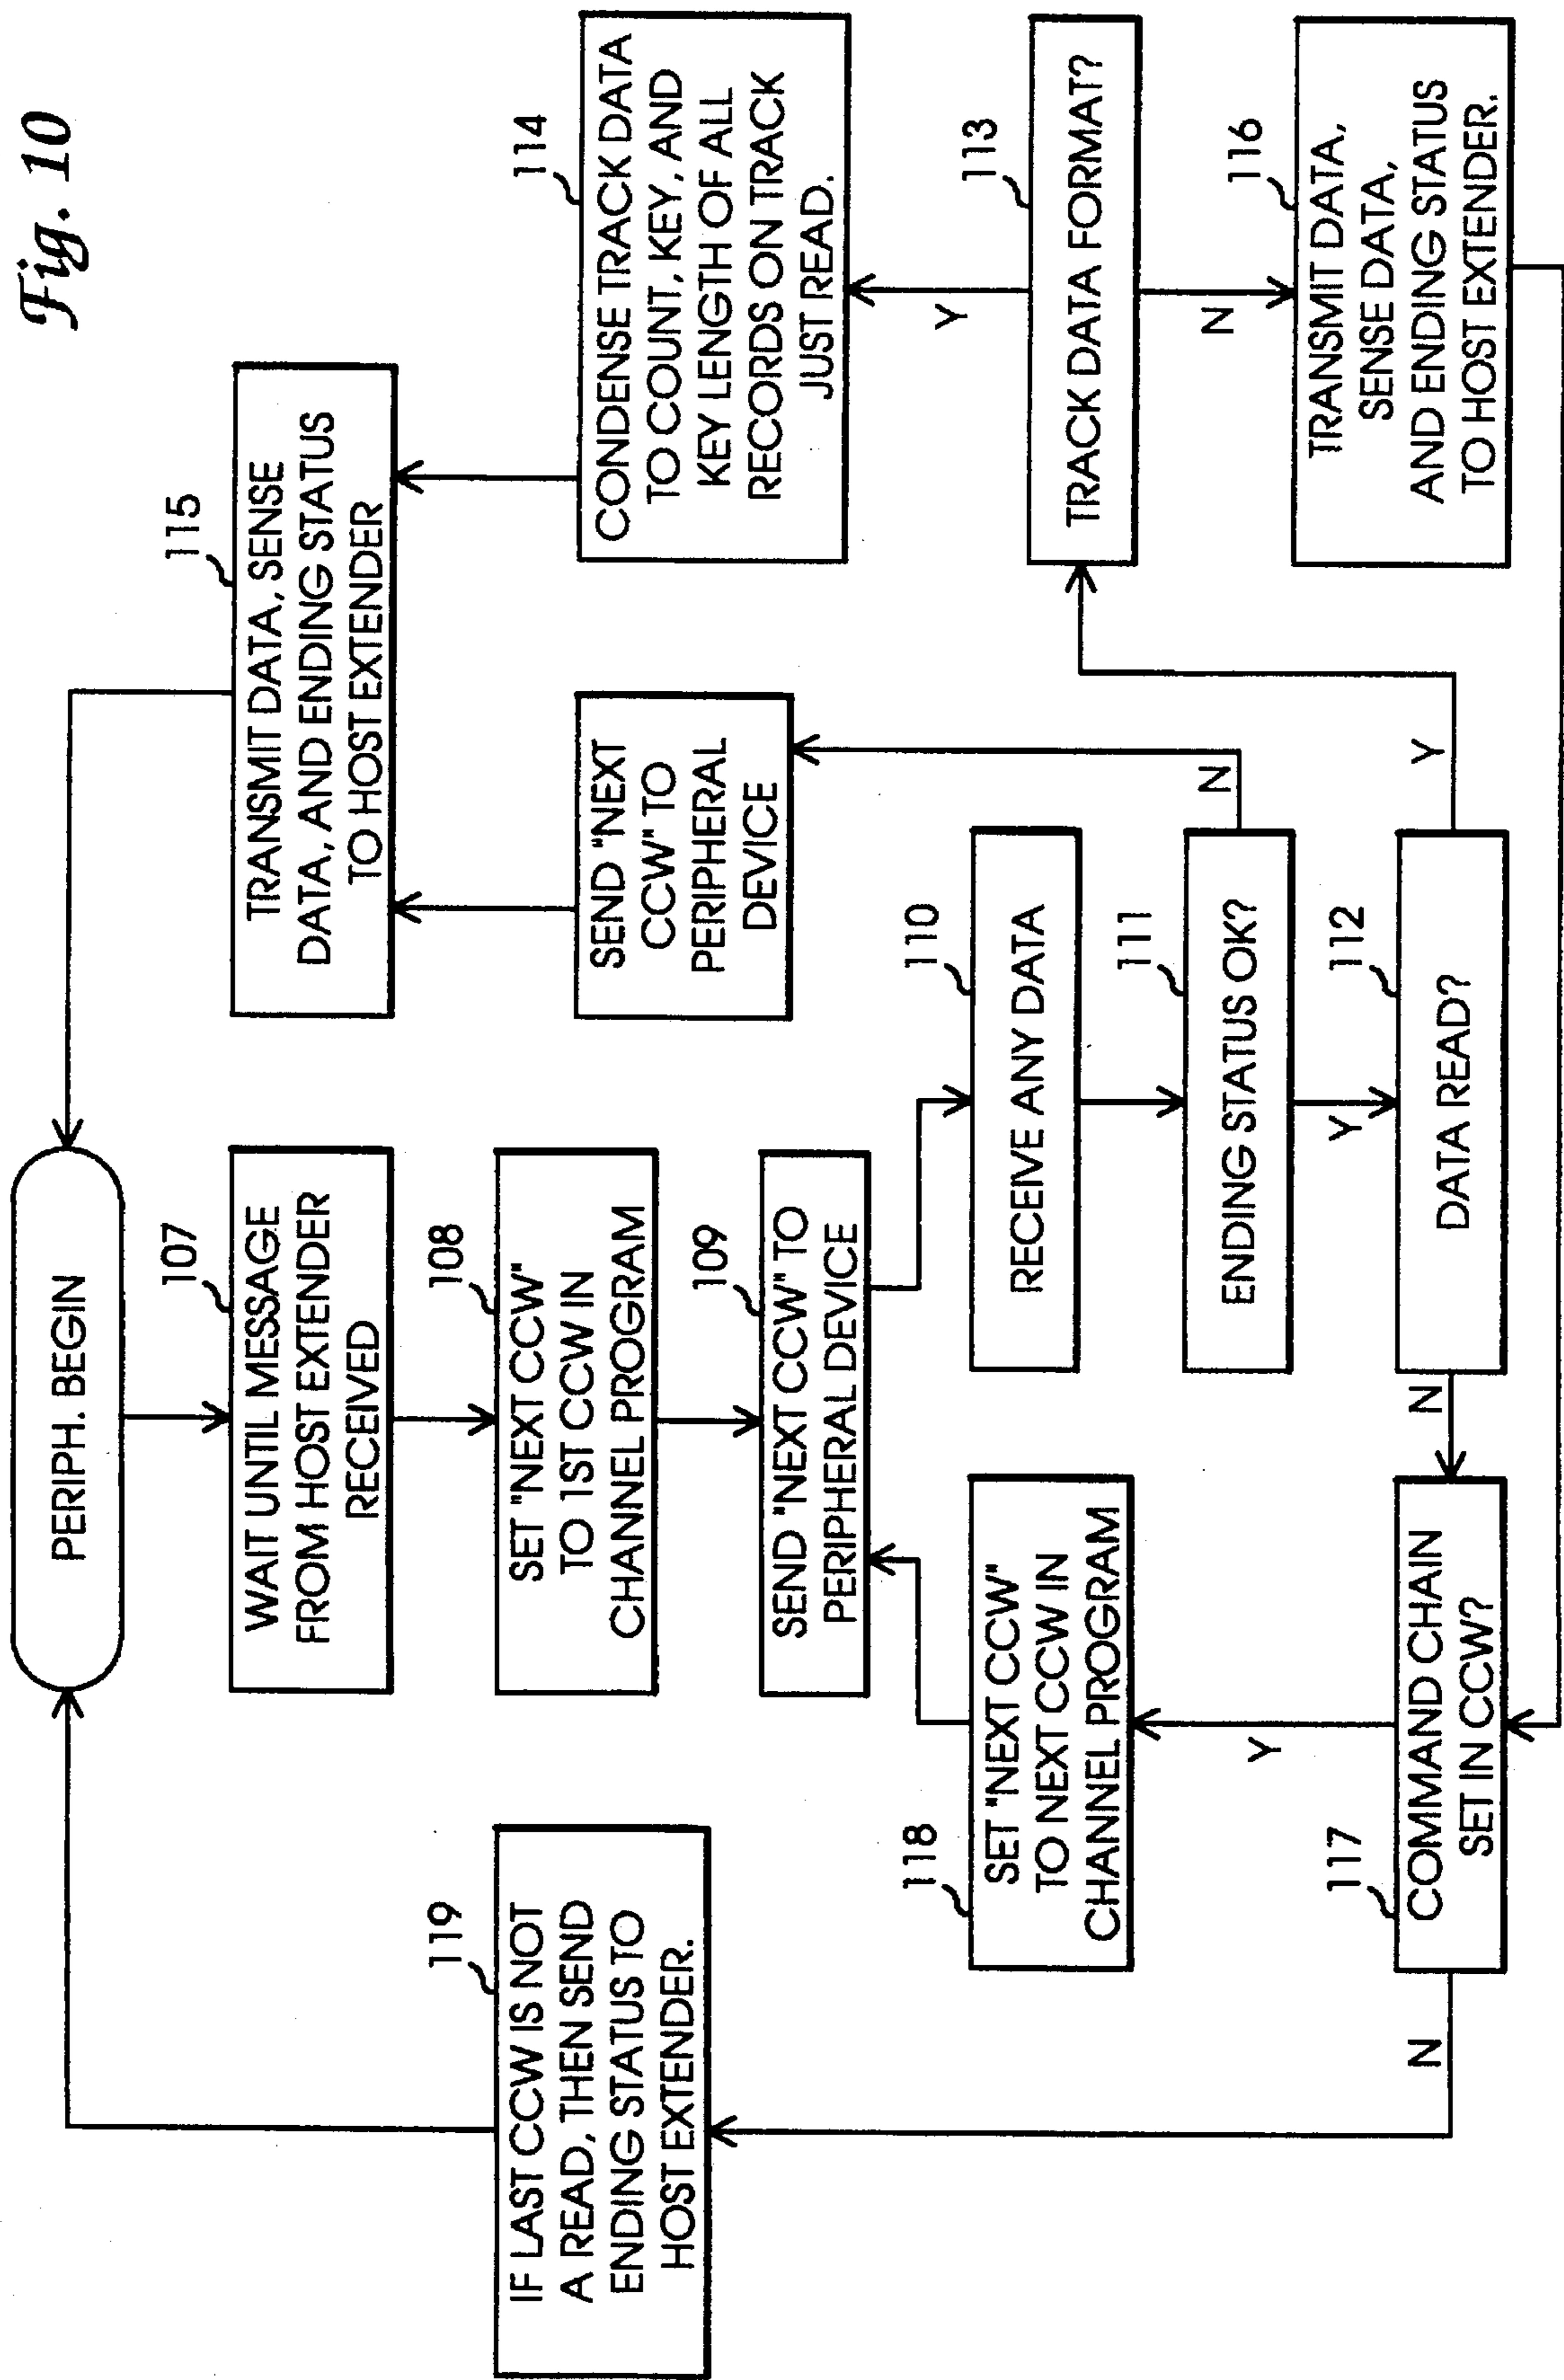 Fig. 10
PERIPH. BEGIN
107
WAIT UNTIL MESSAGE
FROM HOST EXTENDER
RECEIVED
108
SET "NEXT CCW"
TO 1ST CCW IN
CHANNEL PROGRAM
109
SEND "NEXT CCW" TO
PERIPHERAL DEVICE
110
RECEIVE ANY DATA
111
ENDING STATUS OK?
N
Y
112
DATA READ?
Y
N
SEND "NEXT
CCW" TO
PERIPHERAL
DEVICE
115
TRANSMIT DATA, SENSE
DATA, AND ENDING STATUS
TO HOST EXTENDER
114
CONDENSE TRACK DATA
TO COUNT, KEY, AND
KEY LENGTH OF ALL
RECORDS ON TRACK
JUST READ.
113
TRACK DATA FORMAT?
Y
N
116
TRANSMIT DATA,
SENSE DATA,
AND ENDING STATUS
TO HOST EXTENDER.
117
COMMAND CHAIN
SET IN CCW?
Y
N
118
SET "NEXT CCW"
TO NEXT CCW IN
CHANNEL PROGRAM
119
IF LAST CCW IS NOT
A READ, THEN SEND
ENDING STATUS TO
HOST EXTENDER.